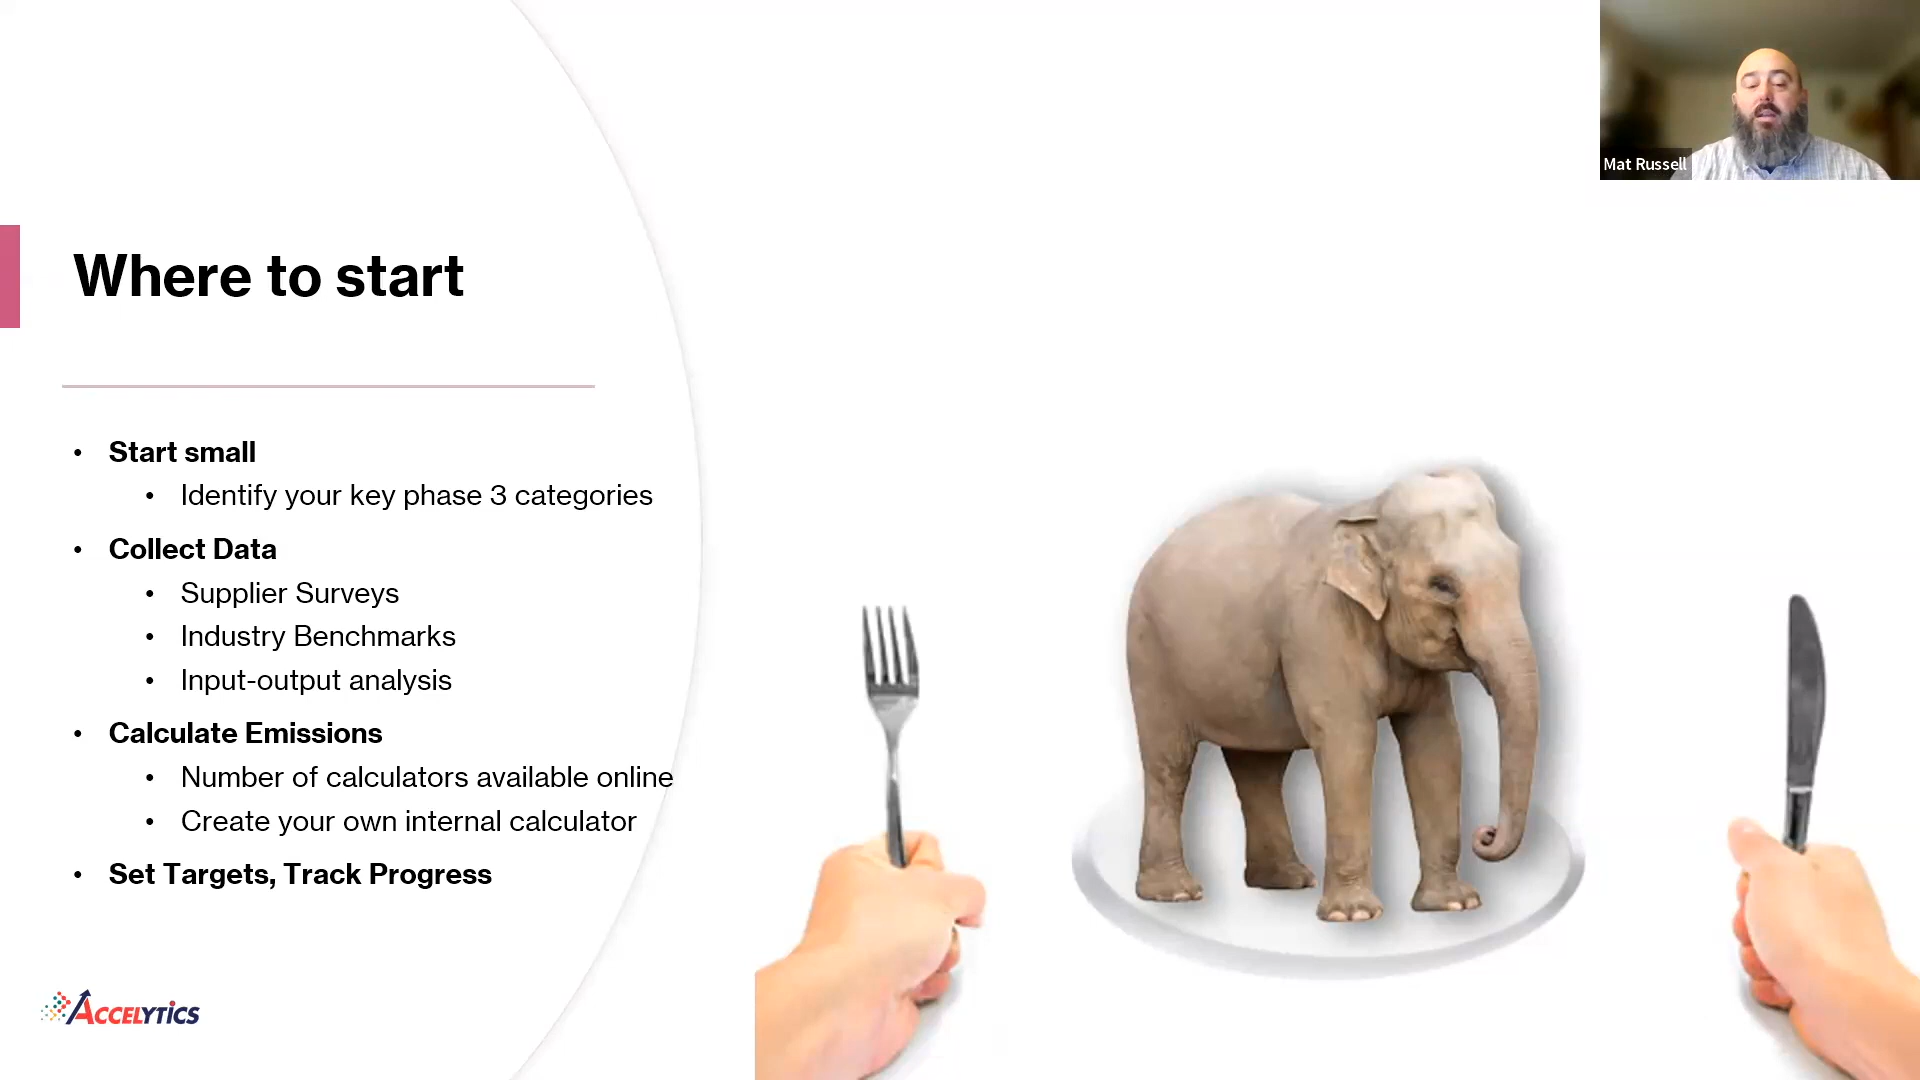 Mat Russell
Where to start
• Start small
• Identify your key phase 3 categories
• Collect Data
• Supplier Surveys
• Industry Benchmarks
• Input-output analysis
• Calculate Emissions
• Number of calculators available online
• Create your own internal calculator
• Set Targets, Track Progress
ACCELYTICS